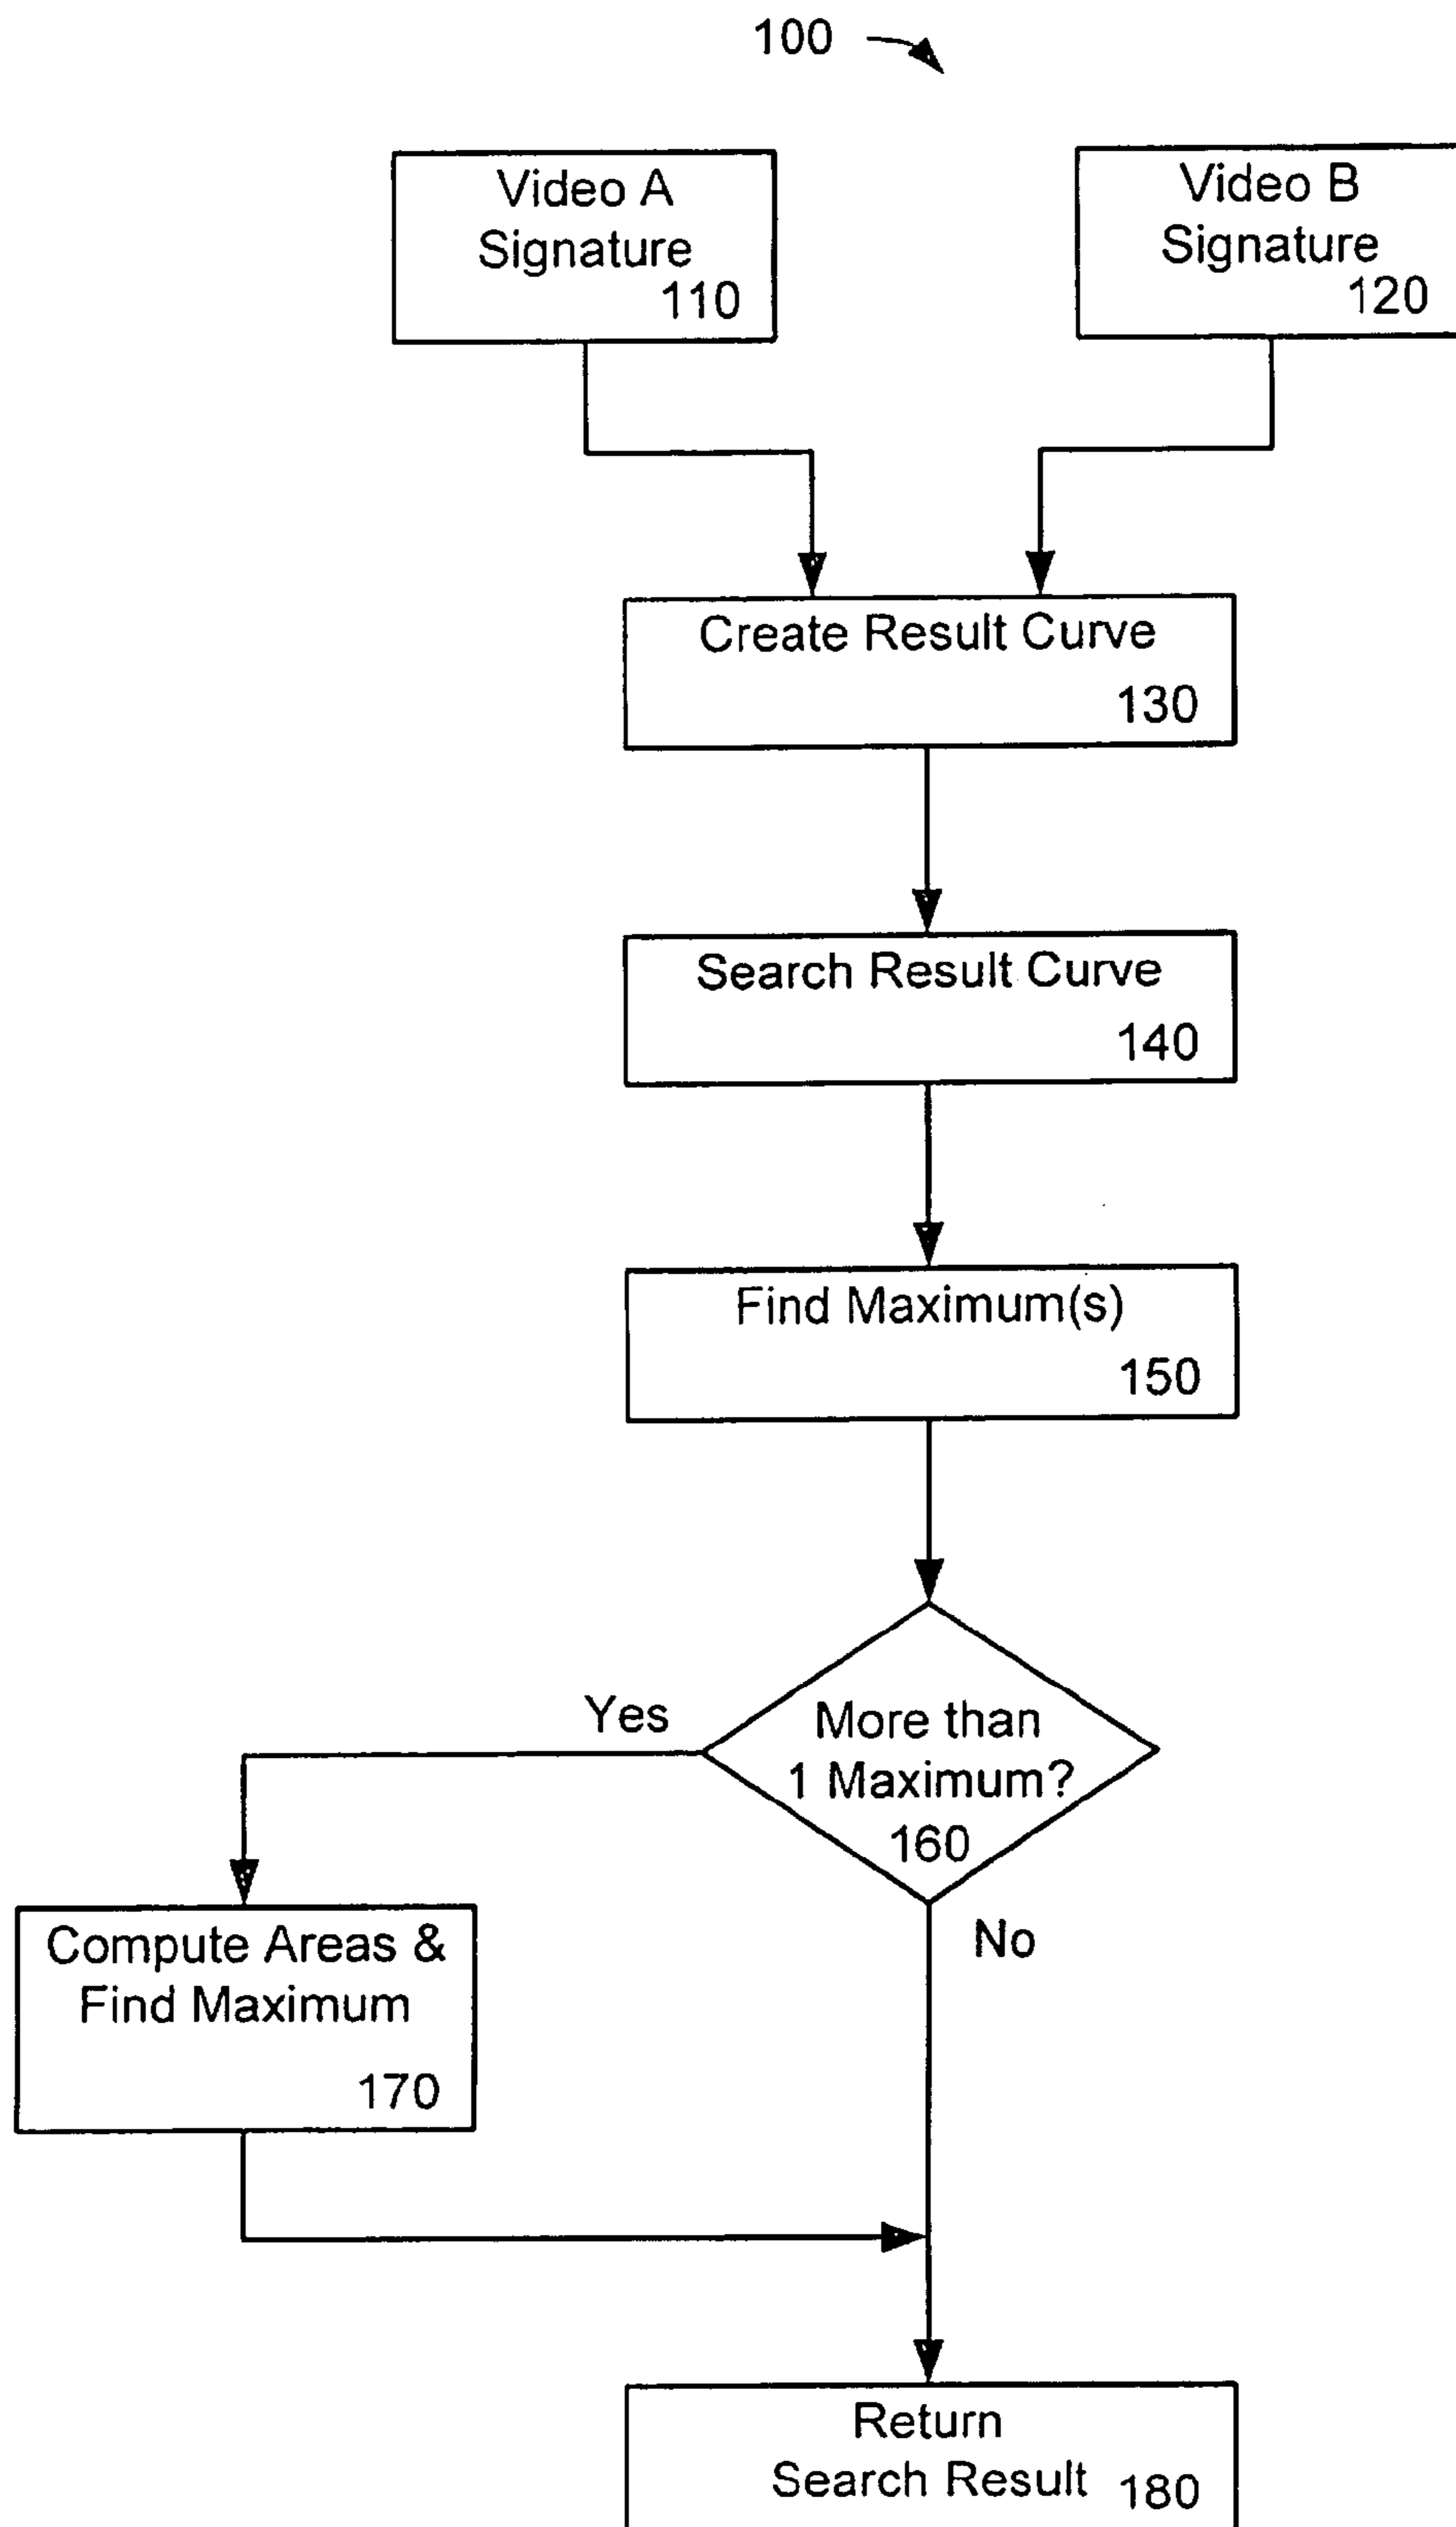 100
Video A
Signature
110
Video B
Signature
120
Create Result Curve
130
Search Result Curve
140
Find Maximum(s)
150
More than
1 Maximum?
160
Yes
No
Compute Areas &
Find Maximum
170
Return
Search Result 180